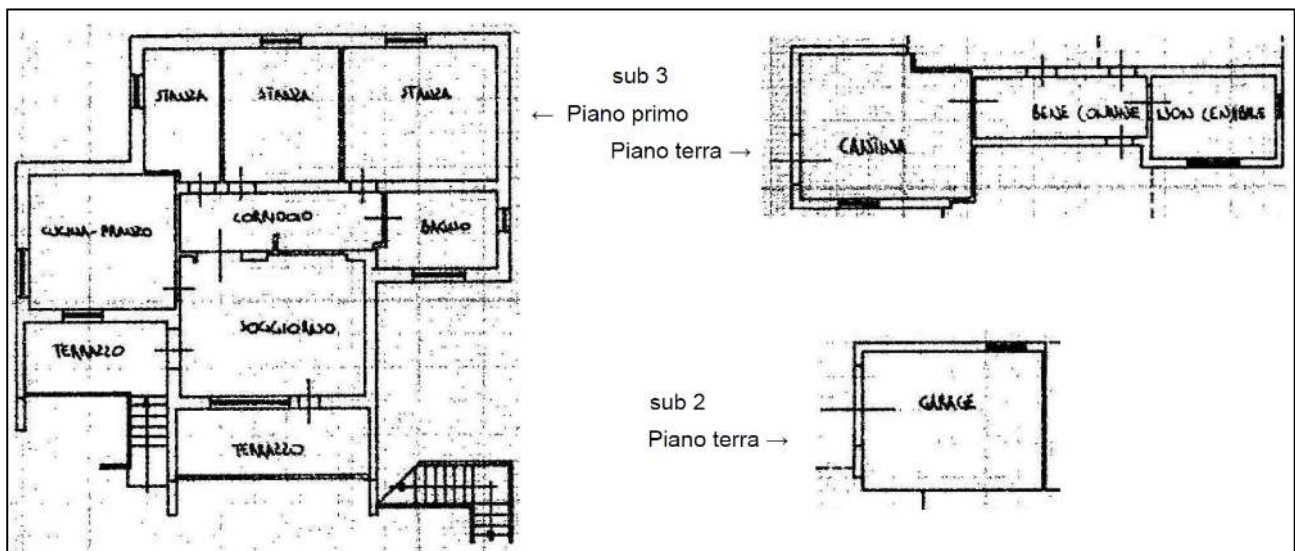 STANZA
STANZA
STANZA
CUCINA-PRANZO
CORRIDOIO
BAGNO
SOGGIORNO
TERRAZZO
TERRAZZO
sub 3
← Piano primo
Piano terra →
CANTINA
BENE COMUNE
NON CENSIBILE
sub 2
Piano terra →
GARAGE